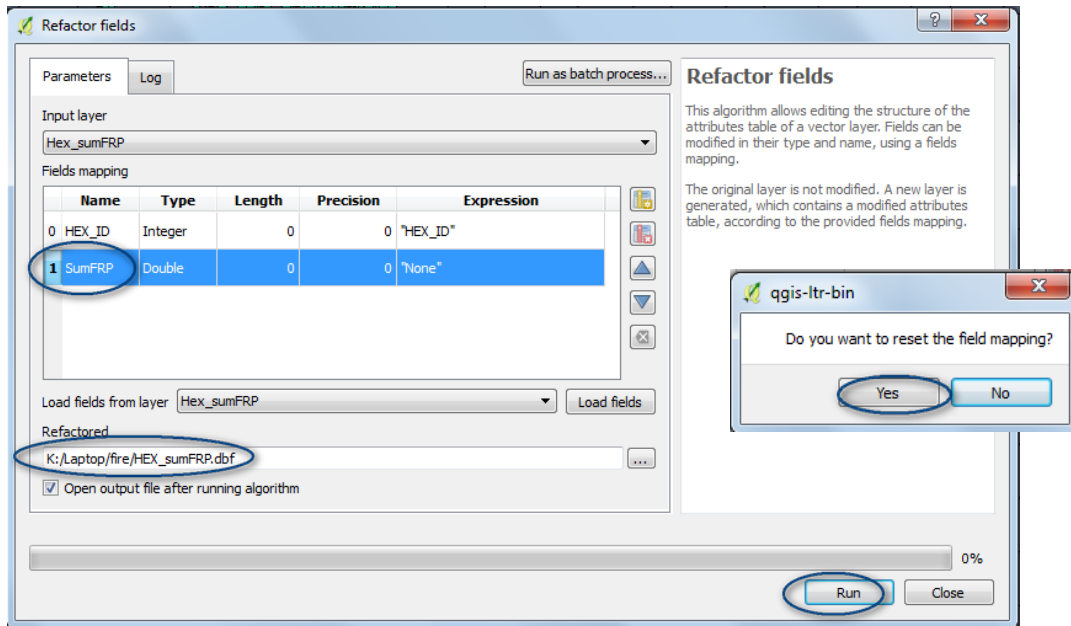 Refactor fields
Parameters
Log
Run as batch process...
Input layer
Hex_sumFRP
Fields mapping
Name Type Length Precision Expression
0 HEX_ID Integer 0 0 "HEX_ID"
1 SumFRP Double 0 0 "None"
Load fields from layer Hex_sumFRP Load fields
Refactored
K:/Laptop/fire/HEX_sumFRP.dbf ...
Open output file after running algorithm
Refactor fields
This algorithm allows editing the structure of the
attributes table of a vector layer. Fields can be
modified in their type and name, using a fields
mapping.
The original layer is not modified. A new layer is
generated, which contains a modified attributes
table, according to the provided fields mapping.
qgis-ltr-bin
Do you want to reset the field mapping?
Yes No
0%
Run Close